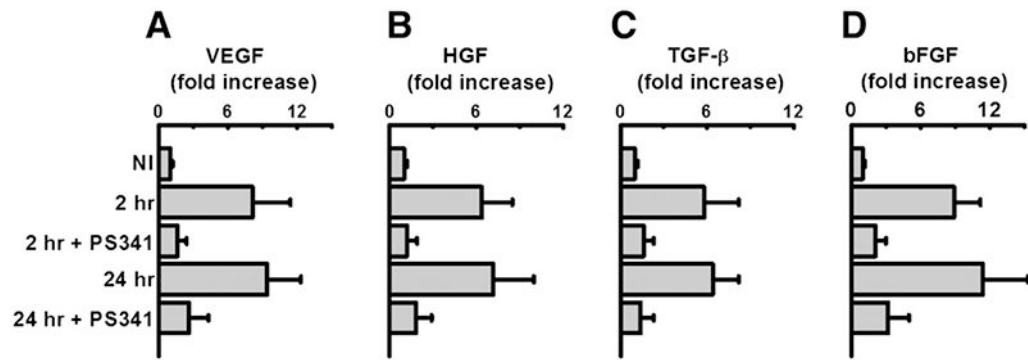 A
VEGF
(fold increase)
0 6 12
B
HGF
(fold increase)
0 6 12
C
TGF-β
(fold increase)
0 6 12
D
bFGF
(fold increase)
0 6 12
NI
2 hr
2 hr + PS341
24 hr
24 hr + PS341